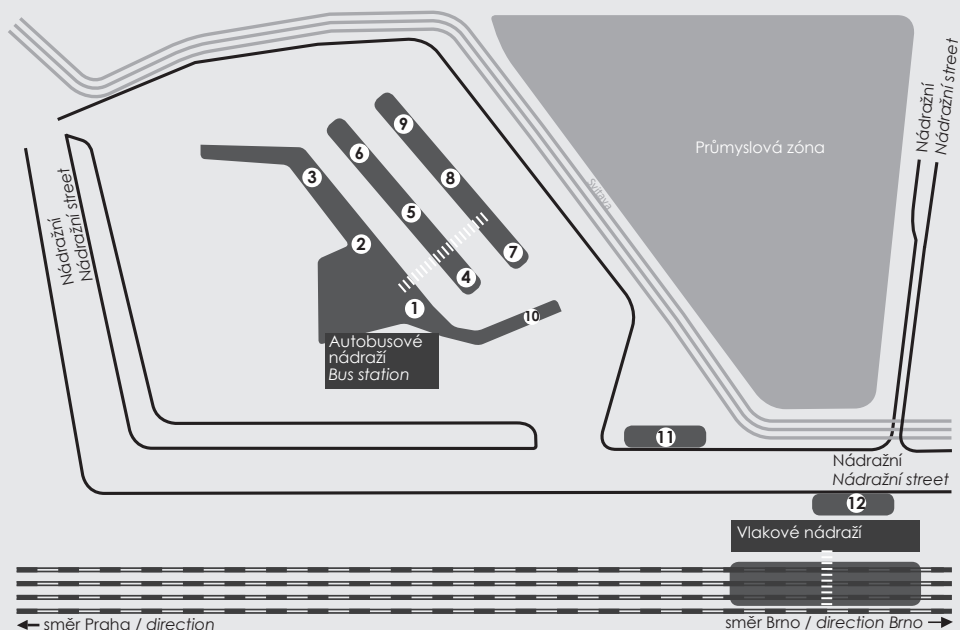 Nádražní
Nádražní street
9
6
3
Průmyslová zóna
Nádražní
Nádražní street
8
Svitava
5
2
7
4
1
10
Autobusové
nádraží
Bus station
11
Nádražní
Nádražní street
12
Vlakové nádraží
směr Praha / direction
směr Brno / direction Brno